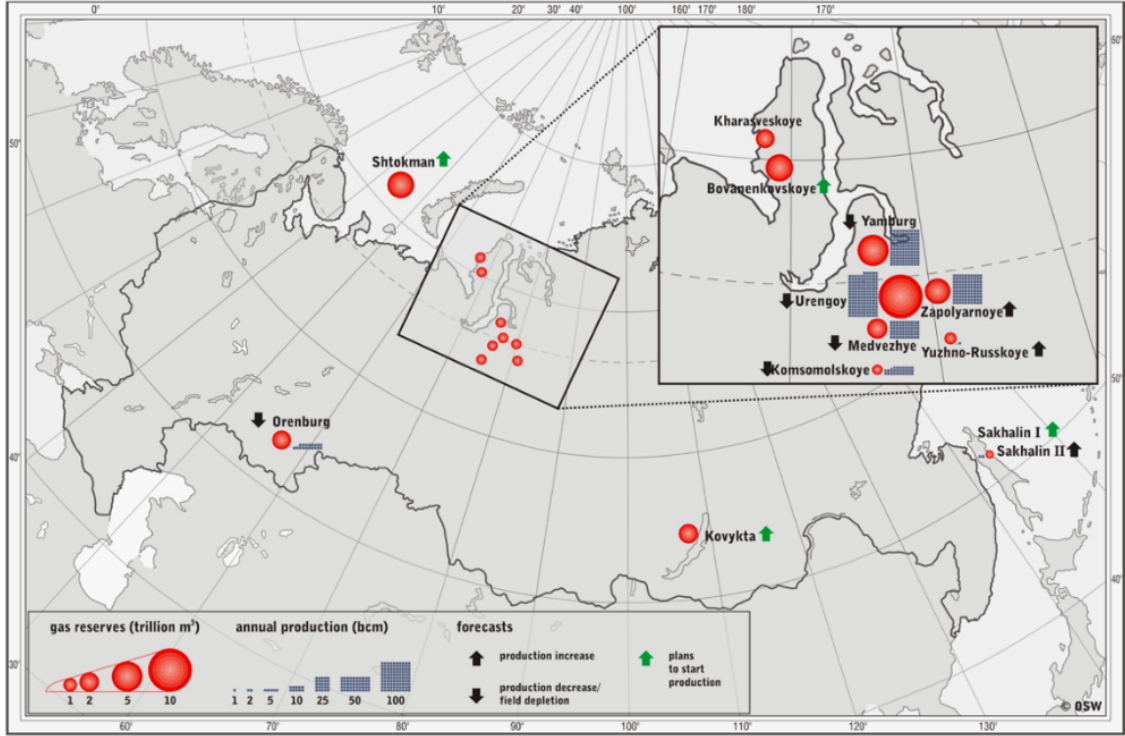 0° 10° 20° 30° 40° 100° 160° 170° 180° 170°
60°
50°
50°
40°
40°
30°
60° 70° 80° 90° 100° 110° 120° 130°
Shtokman
Kharasveskoye
Bovanenkovskoye
Yamburg
Urengoy
Zapolyarnoye
Medvezhye
Yuzhno-Russkoye
Komsomolskoye
Orenburg
Sakhalin I
Sakhalin II
Kovykta
gas reserves (trillion m³)
1 2 5 10
annual production (bcm)
1 2 5 10 25 50 100
forecasts
production increase
production decrease/
field depletion
plans
to start
production
© OSW